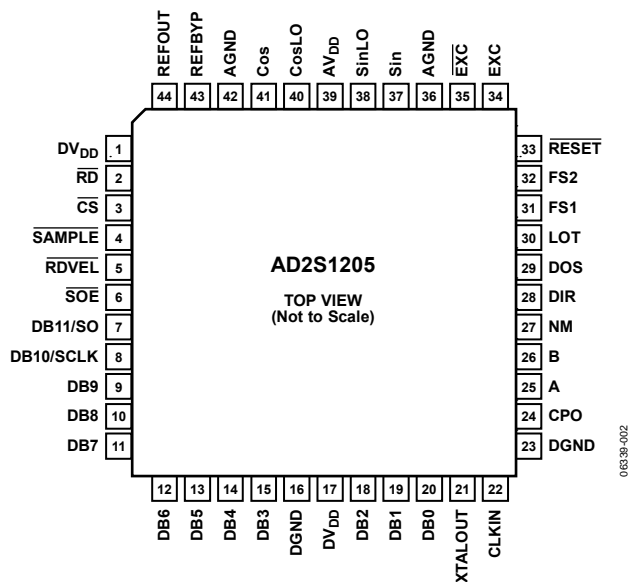 REFOUT
REFBYP
AGND
Cos
CosLO
AVDD
SinLO
Sin
AGND
EXC
EXC
44 43 42 41 40 39 38 37 36 35 34
DVDD 1
RD 2
CS 3
SAMPLE 4
RDVEL 5
SOE 6
DB11/SO 7
DB10/SCLK 8
DB9 9
DB8 10
DB7 11
AD2S1205
TOP VIEW
(Not to Scale)
33 RESET
32 FS2
31 FS1
30 LOT
29 DOS
28 DIR
27 NM
26 B
25 A
24 CPO
23 DGND
12 13 14 15 16 17 18 19 20 21 22
DB6
DB5
DB4
DB3
DGND
DVDD
DB2
DB1
DB0
XTALOUT
CLKIN
06339-002